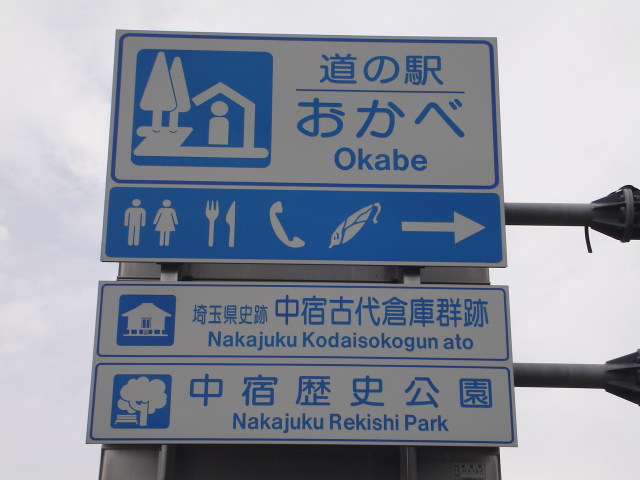 道の駅
おかべ
Okabe
埼玉県史跡 中宿古代倉庫群跡
Nakajuku Kodaisokogun ato
中宿歴史公園
Nakajuku Rekishi Park